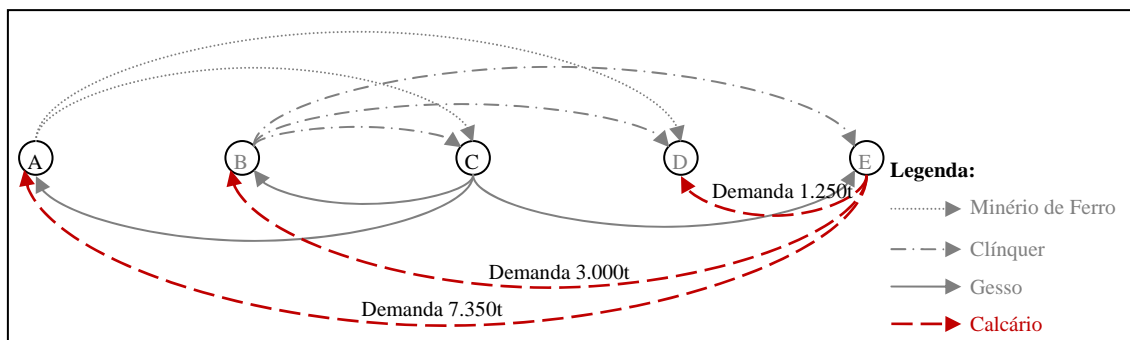 A
B
C
D
E
Demanda 1.250t
Demanda 3.000t
Demanda 7.350t
Legenda:
Minério de Ferro
Clínquer
Gesso
Calcário